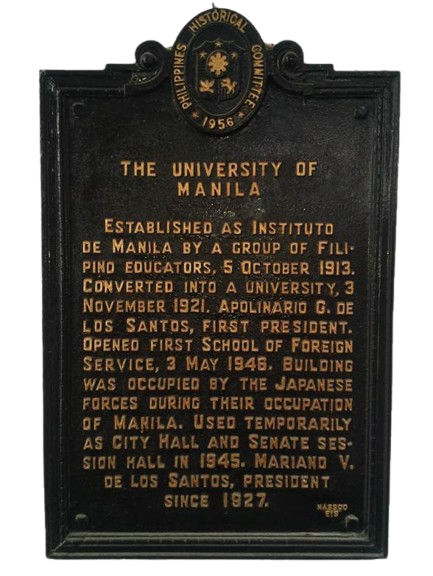 PHILIPPINES HISTORICAL COMMITTEE
★ 1956 ★
THE UNIVERSITY OF
MANILA
ESTABLISHED AS INSTITUTO
DE MANILA BY A GROUP OF FILI-
PINO EDUCATORS, 5 OCTOBER 1913.
CONVERTED INTO A UNIVERSITY, 3
NOVEMBER 1921. APOLINARIO G. DE
LOS SANTOS, FIRST PRESIDENT.
OPENED FIRST SCHOOL OF FOREIGN
SERVICE, 3 MAY 1946. BUILDING
WAS OCCUPIED BY THE JAPANESE
FORCES DURING THEIR OCCUPATION
OF MANILA. USED TEMPORARILY
AS CITY HALL AND SENATE SES-
SION HALL IN 1945. MARIANO V.
DE LOS SANTOS, PRESIDENT
SINCE 1927.